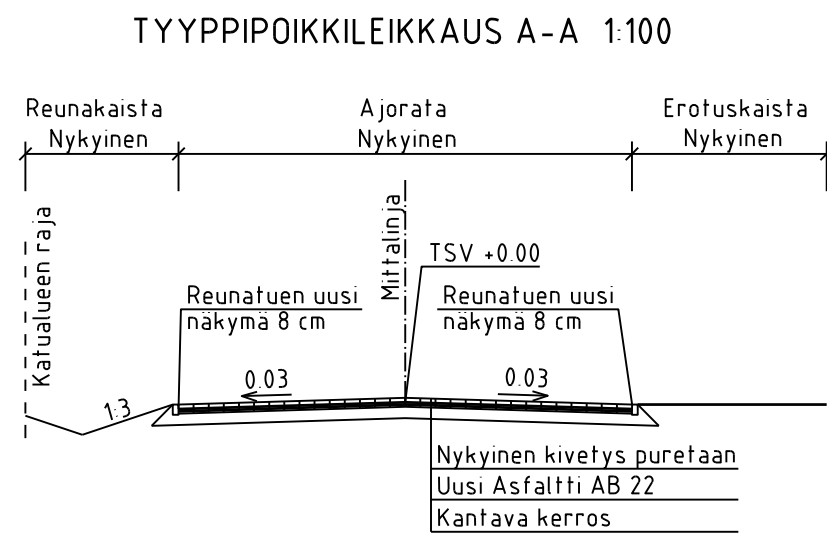 TYYPPIPOIKKILEIKKAUS A-A 1:100
Reunakaista
Nykyinen
Ajorata
Nykyinen
Erotuskaista
Nykyinen
Katualueen raja
Mittalinja
TSV +0.00
Reunatuen uusi
näkymä 8 cm
Reunatuen uusi
näkymä 8 cm
1:3
0.03
0.03
Nykyinen kivetys puretaan
Uusi Asfaltti AB 22
Kantava kerros